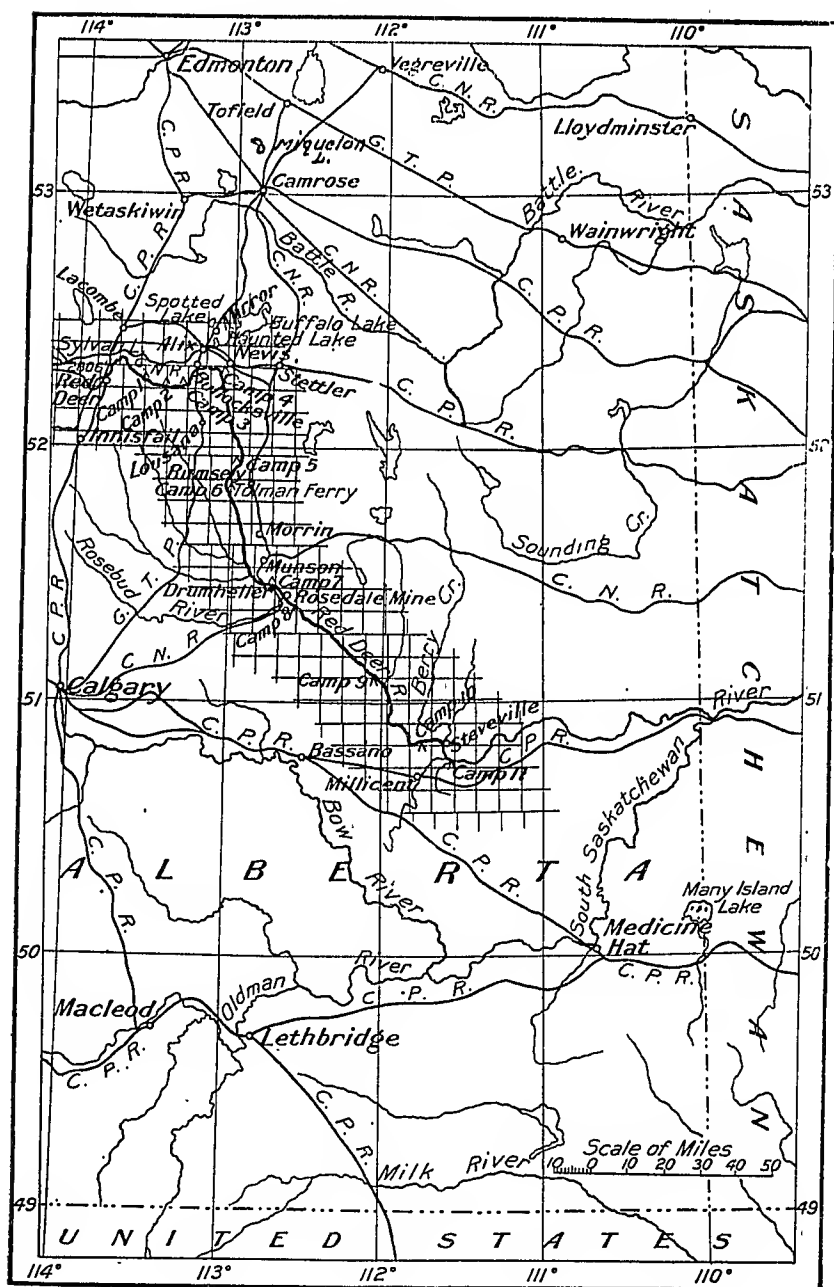 114° 113° 112° 111° 110°
Edmonton
Vegreville
C. N. R.
Tofield
Lloydminster
C. P. R.
Miquelon L.
G. T. P.
53 Camrose 53
Battle River
Wetaskiwin
Wainwright
C. P. R.
Battle R.
C. N. R.
C. N. R.
C. P. R.
Lacombe
Spotted Lake
Mirror
Buffalo Lake
Alix
Haunted Lake
Sylvan L.
Nevis
C. N. R.
Stettler
Red Deer
Camp 1
Camp 2
Camp 4
Camp 3
C. P. R.
Innisfail
52 52
Lousana
Rumsey
Camp 5
Camp 6
Tolman Ferry
Morrin
Sounding Cr.
Munson
Camp 7
Drumheller
Rosedale Mine
Rosebud River
Camp 8
C. P. R.
G. T. P.
C. N. R.
C. N. R.
Red Deer R.
Berry Cr.
Calgary
51 51
Camp 9
Camp 10
Steveville
River
C. P. R.
Bassano
C. P. R.
Millicent
Camp 11
Bow River
C. P. R.
South Saskatchewan
ALBERTA
SASKATCHEWAN
Many Island Lake
C. P. R.
Medicine Hat
50 50
River
C. P. R.
C. P. R.
Oldman
Macleod
Lethbridge
C. P. R.
C. P. R.
Scale of Miles
10 0 10 20 30 40 50
Milk River
49 49
UNITED STATES
114° 113° 112° 111° 110°